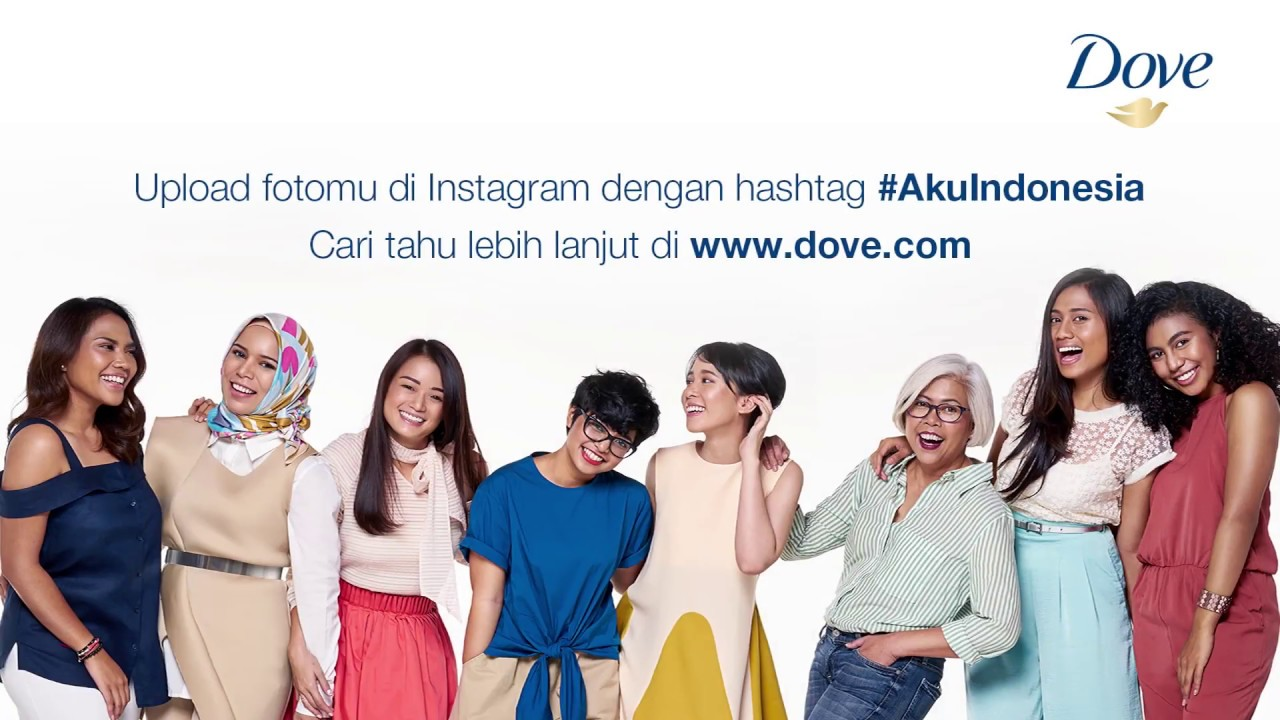 Dove
Upload fotomu di Instagram dengan hashtag #AkuIndonesia
Cari tahu lebih lanjut di www.dove.com